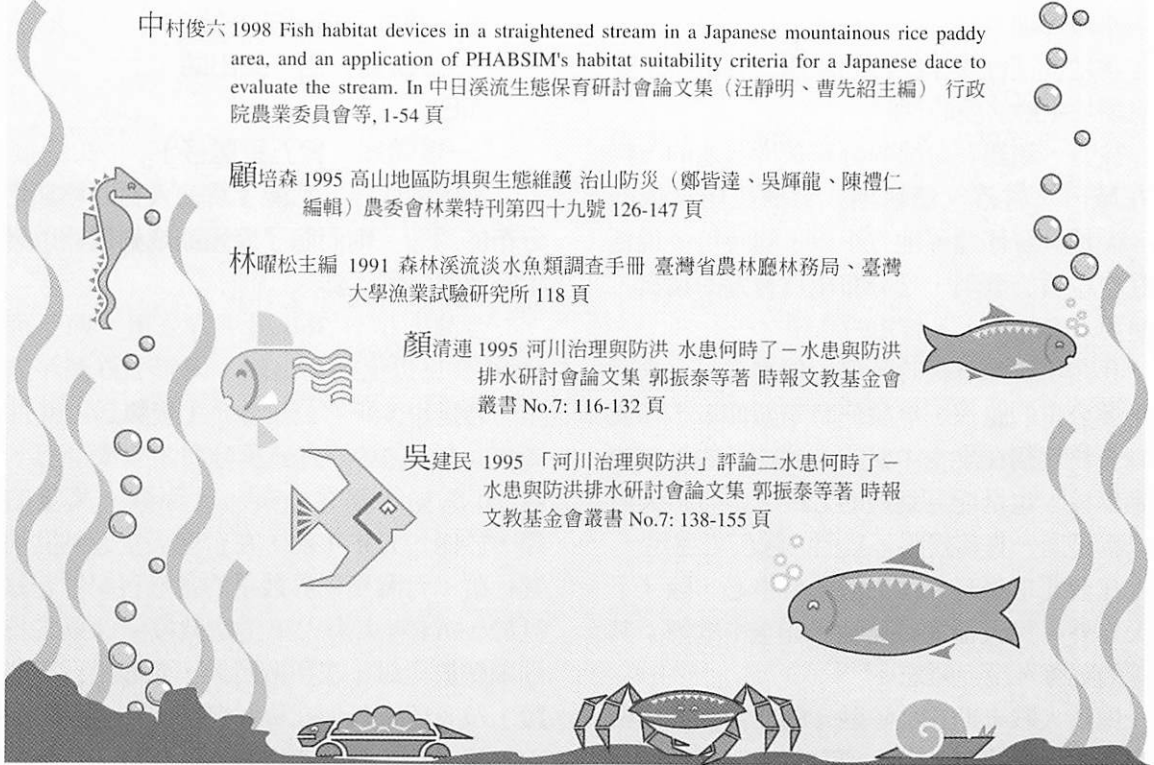 中村俊六 1998 Fish habitat devices in a straightened stream in a Japanese mountainous rice paddy
area, and an application of PHABSIM's habitat suitability criteria for a Japanese dace to
evaluate the stream. In 中日溪流生態保育研討會論文集（汪靜明、曹先紹主編） 行政
院農業委員會等, 1-54 頁
顧培森 1995 高山地區防垻與生態維護 治山防災（鄭皆達、吳輝龍、陳禮仁
編輯）農委會林業特刊第四十九號 126-147 頁
林曜松主編 1991 森林溪流淡水魚類調查手冊 臺灣省農林廳林務局、臺灣
大學漁業試驗研究所 118 頁
顏清連 1995 河川治理與防洪 水患何時了－水患與防洪
排水研討會論文集 郭振泰等著 時報文教基金會
叢書 No.7: 116-132 頁
吳建民 1995 「河川治理與防洪」評論二水患何時了－
水患與防洪排水研討會論文集 郭振泰等著 時報
文教基金會叢書 No.7: 138-155 頁